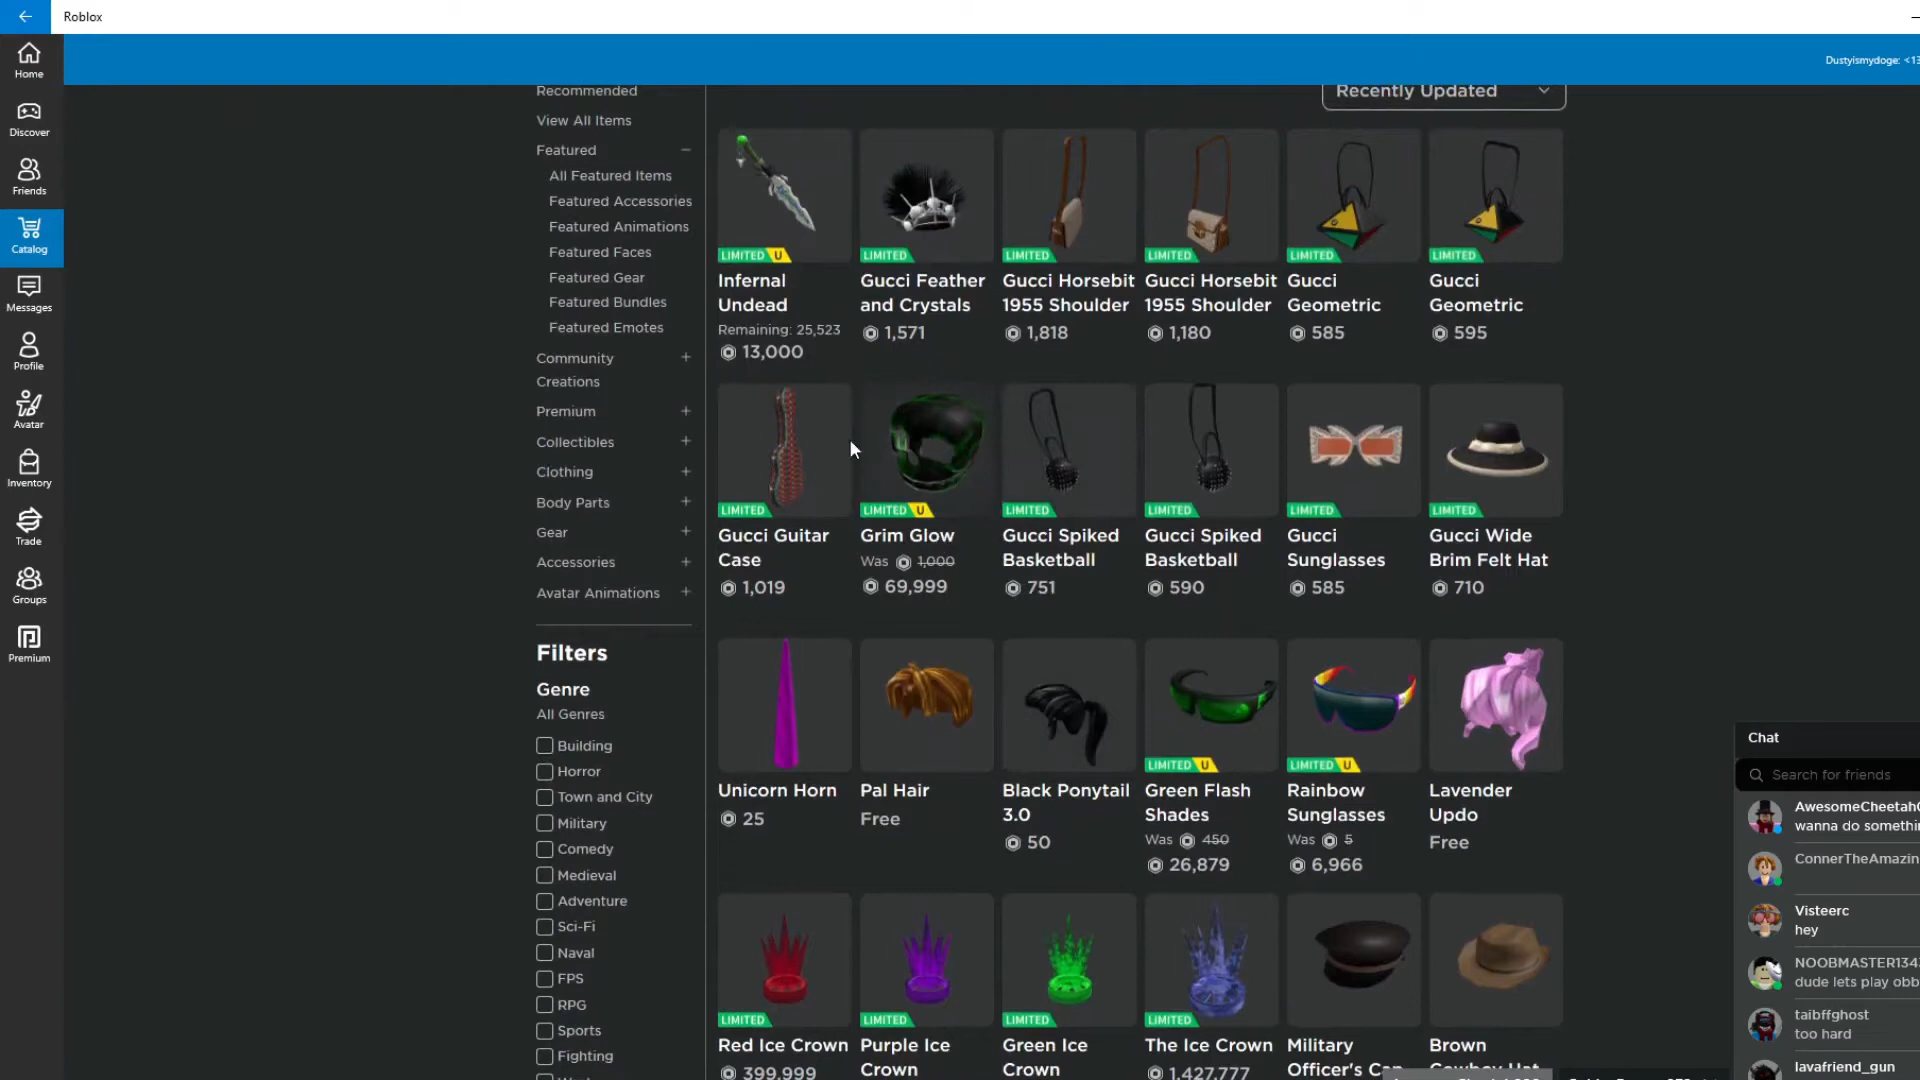 Roblox
Dustyismydoge: <13
Home
Discover
Friends
Catalog
Messages
Profile
Avatar
Inventory
Trade
Groups
Premium
Recommended
View All Items
Featured
All Featured Items
Featured Accessories
Featured Animations
Featured Faces
Featured Gear
Featured Bundles
Featured Emotes
Community
Creations
Premium
Collectibles
Clothing
Body Parts
Gear
Accessories
Avatar Animations
Filters
Genre
All Genres
Building
Horror
Town and City
Military
Comedy
Medieval
Adventure
Sci-Fi
Naval
FPS
RPG
Sports
Fighting
Recently Updated
LIMITED U
Infernal
Undead
Remaining: 25,523
13,000
LIMITED
Gucci Feather
and Crystals
1,571
LIMITED
Gucci Horsebit
1955 Shoulder
1,818
LIMITED
Gucci Horsebit
1955 Shoulder
1,180
LIMITED
Gucci
Geometric
585
LIMITED
Gucci
Geometric
595
LIMITED
Gucci Guitar
Case
1,019
LIMITED U
Grim Glow
Was 1,000
69,999
LIMITED
Gucci Spiked
Basketball
751
LIMITED
Gucci Spiked
Basketball
590
LIMITED
Gucci
Sunglasses
585
LIMITED
Gucci Wide
Brim Felt Hat
710
Unicorn Horn
25
Pal Hair
Free
Black Ponytail
3.0
50
LIMITED U
Green Flash
Shades
Was 450
26,879
LIMITED U
Rainbow
Sunglasses
Was 5
6,966
Lavender
Updo
Free
LIMITED
Red Ice Crown
399,999
LIMITED
Purple Ice
Crown
LIMITED
Green Ice
Crown
LIMITED
The Ice Crown
1,427,777
Military
Officer's Cap
Brown
Cowboy Hat
Chat
Search for friends
AwesomeCheetah
wanna do somethin
ConnerTheAmazin
Visteerc
hey
NOOBMASTER134
dude lets play obb
taibffghost
too hard
lavafriend_gun